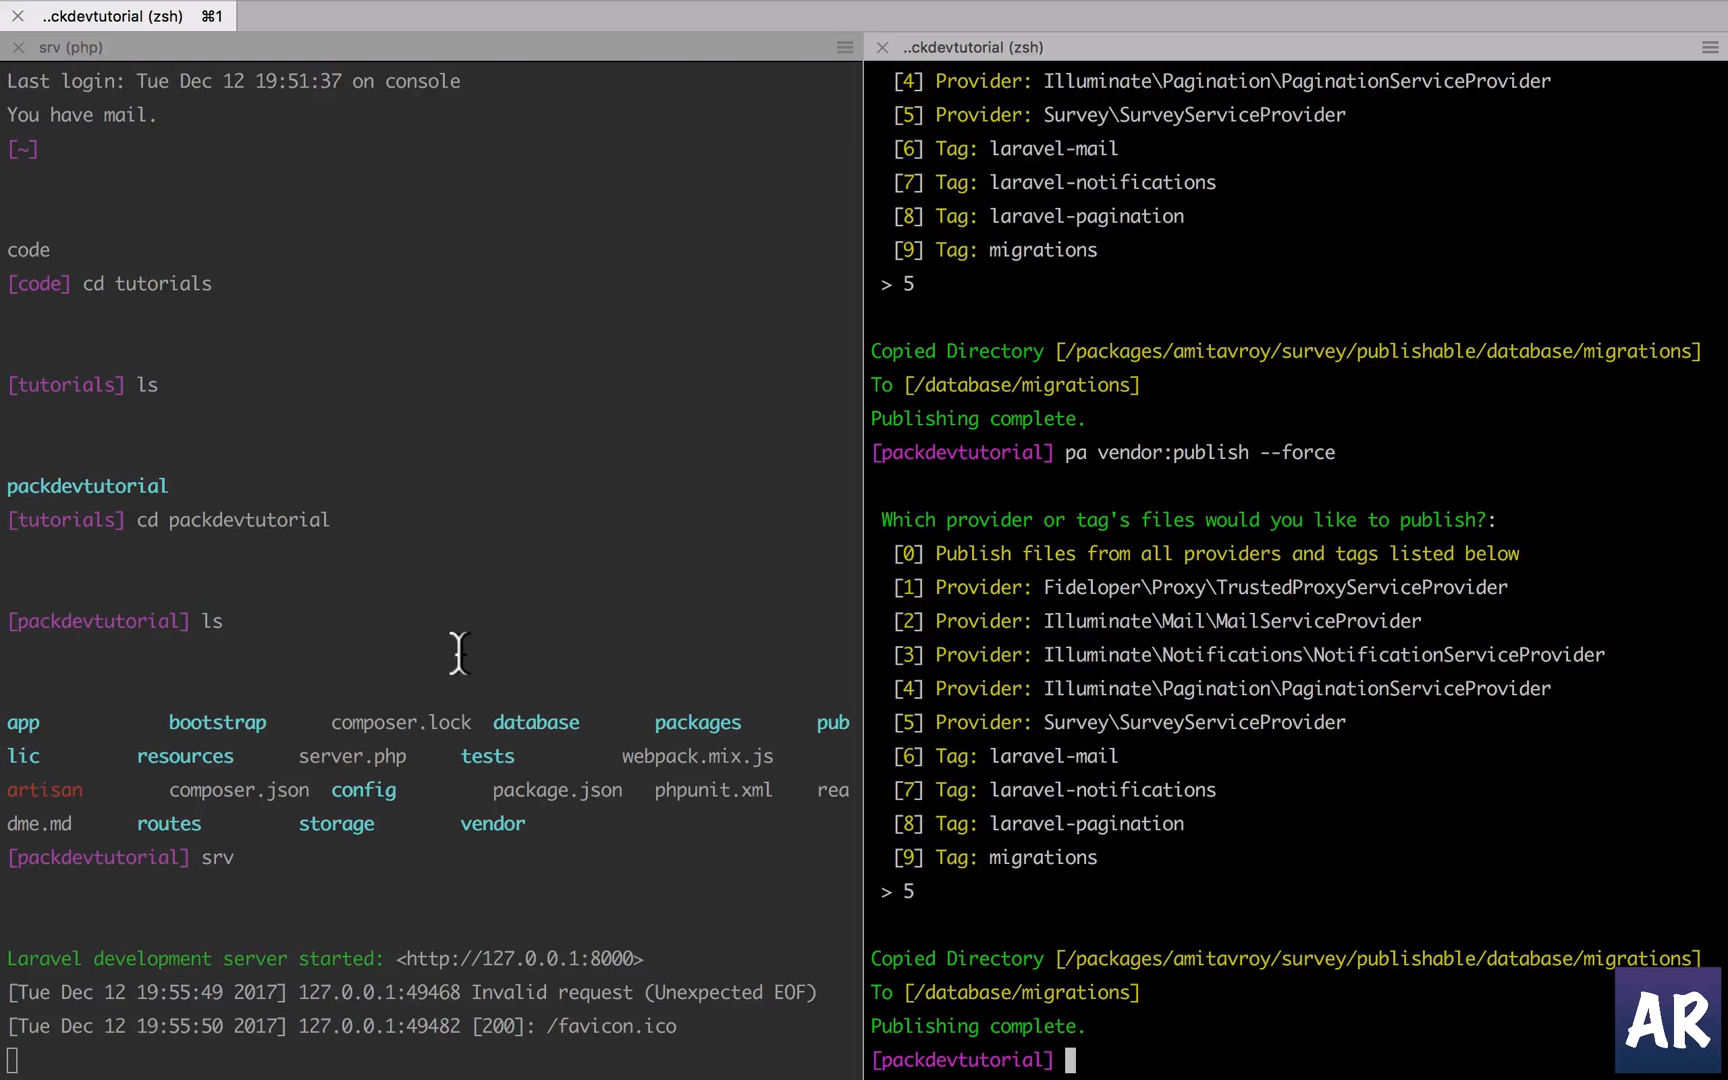 ..ckdevtutorial (zsh) ⌘1
srv (php)
Last login: Tue Dec 12 19:51:37 on console
You have mail.
[~]
code
[code] cd tutorials
[tutorials] ls
packdevtutorial
[tutorials] cd packdevtutorial
[packdevtutorial] ls
app bootstrap composer.lock database packages pub
lic resources server.php tests webpack.mix.js
artisan composer.json config package.json phpunit.xml rea
dme.md routes storage vendor
[packdevtutorial] srv
Laravel development server started: <http://127.0.0.1:8000>
[Tue Dec 12 19:55:49 2017] 127.0.0.1:49468 Invalid request (Unexpected EOF)
[Tue Dec 12 19:55:50 2017] 127.0.0.1:49482 [200]: /favicon.ico
..ckdevtutorial (zsh)
[4] Provider: Illuminate\Pagination\PaginationServiceProvider
[5] Provider: Survey\SurveyServiceProvider
[6] Tag: laravel-mail
[7] Tag: laravel-notifications
[8] Tag: laravel-pagination
[9] Tag: migrations
> 5
Copied Directory [/packages/amitavroy/survey/publishable/database/migrations]
To [/database/migrations]
Publishing complete.
[packdevtutorial] pa vendor:publish --force
Which provider or tag's files would you like to publish?:
[0] Publish files from all providers and tags listed below
[1] Provider: Fideloper\Proxy\TrustedProxyServiceProvider
[2] Provider: Illuminate\Mail\MailServiceProvider
[3] Provider: Illuminate\Notifications\NotificationServiceProvider
[4] Provider: Illuminate\Pagination\PaginationServiceProvider
[5] Provider: Survey\SurveyServiceProvider
[6] Tag: laravel-mail
[7] Tag: laravel-notifications
[8] Tag: laravel-pagination
[9] Tag: migrations
> 5
Copied Directory [/packages/amitavroy/survey/publishable/database/migrations]
To [/database/migrations]
Publishing complete.
[packdevtutorial]
AR